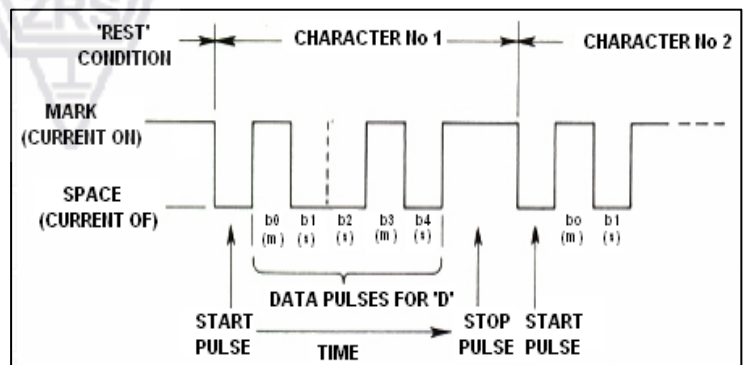 ZRS
'REST' CONDITION
CHARACTER No 1
CHARACTER No 2
MARK
(CURRENT ON)
SPACE
(CURRENT OF)
b0 b1 b2 b3 b4 bo b1
(m) (s) (s) (m) (s) (m) (s)
DATA PULSES FOR 'D'
START PULSE
TIME
STOP PULSE
START PULSE